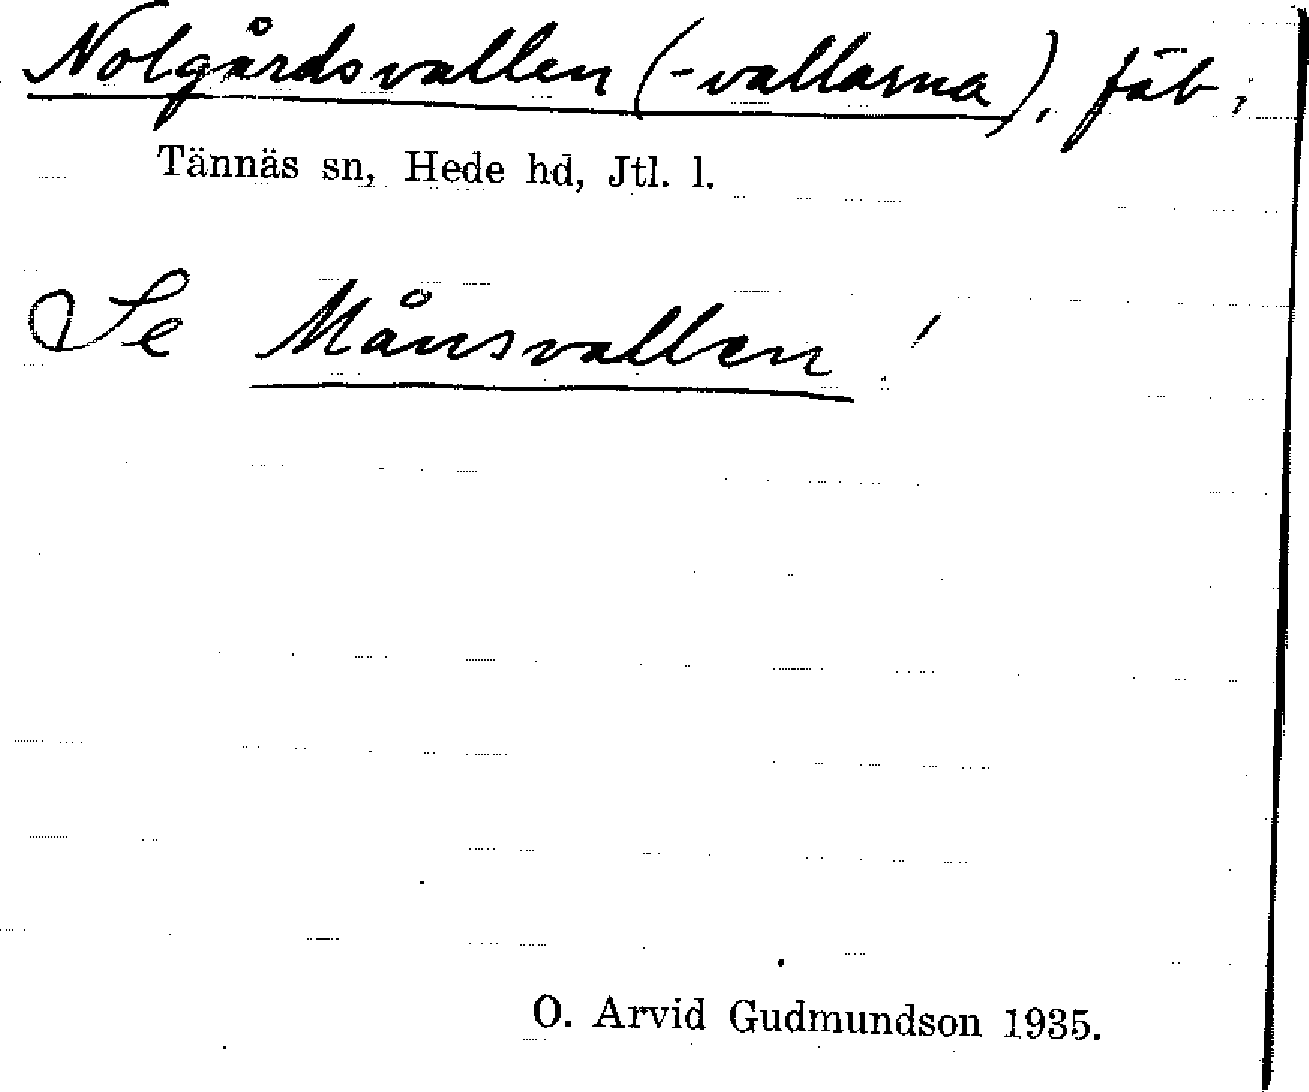 Nolgårdsvallen (-vallarna), fäb;
Tännäs sn, Hede hd, Jtl. l.
Se Månsvallen!
O. Arvid Gudmundson 1935.